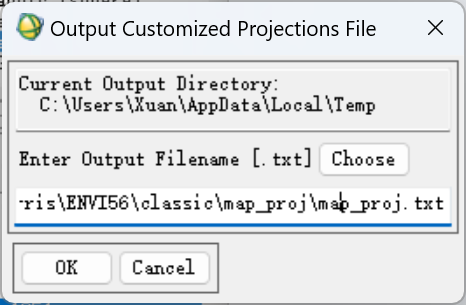 Output Customized Projections File
Current Output Directory:
C:\Users\Xuan\AppData\Local\Temp
Enter Output Filename [.txt] Choose
ris\ENVI56\classic\map_proj\map_proj.txt
OK Cancel